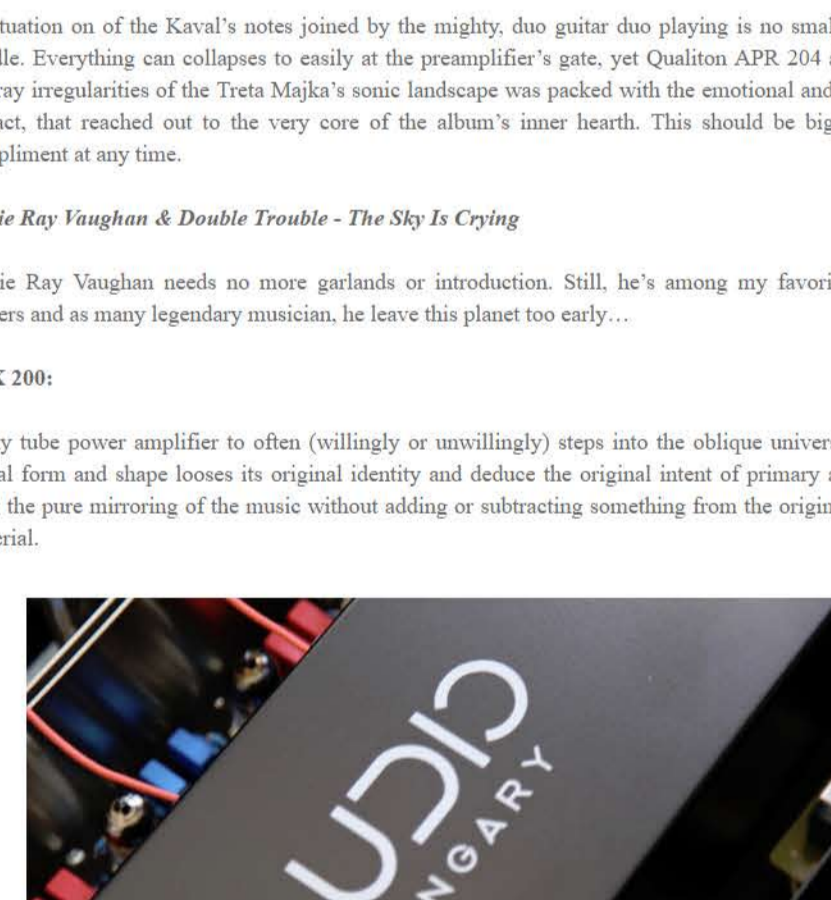 tuation on of the Kaval's notes joined by the mighty, duo guitar duo playing is no smal
lle. Everything can collapses to easily at the preamplifier's gate, yet Qualiton APR 204 a
ray irregularities of the Treta Majka's sonic landscape was packed with the emotional and
act, that reached out to the very core of the album's inner hearth. This should be big
pliment at any time.
ie Ray Vaughan & Double Trouble - The Sky Is Crying
ie Ray Vaughan needs no more garlands or introduction. Still, he's among my favori
ers and as many legendary musician, he leave this planet too early…
X 200:
y tube power amplifier to often (willingly or unwillingly) steps into the oblique univer
al form and shape looses its original identity and deduce the original intent of primary a
the pure mirroring of the music without adding or subtracting something from the origin
erial.
UDIO
NGARY